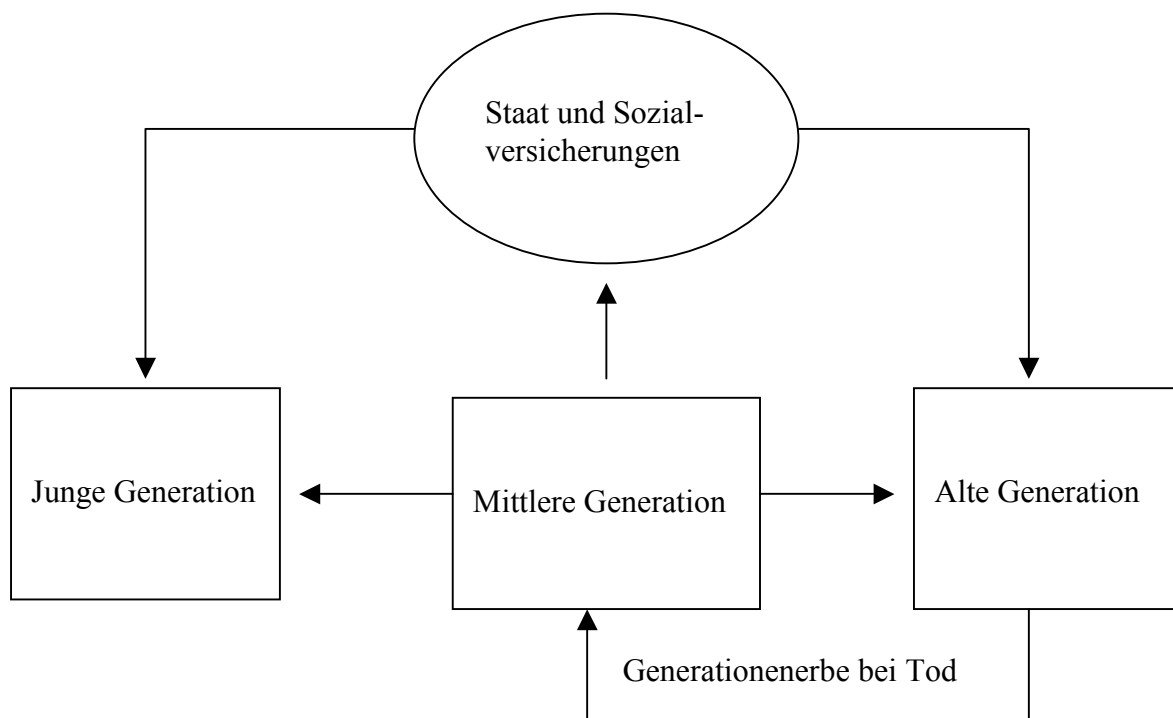 Staat und Sozial-
versicherungen
Junge Generation
Mittlere Generation
Alte Generation
Generationenerbe bei Tod